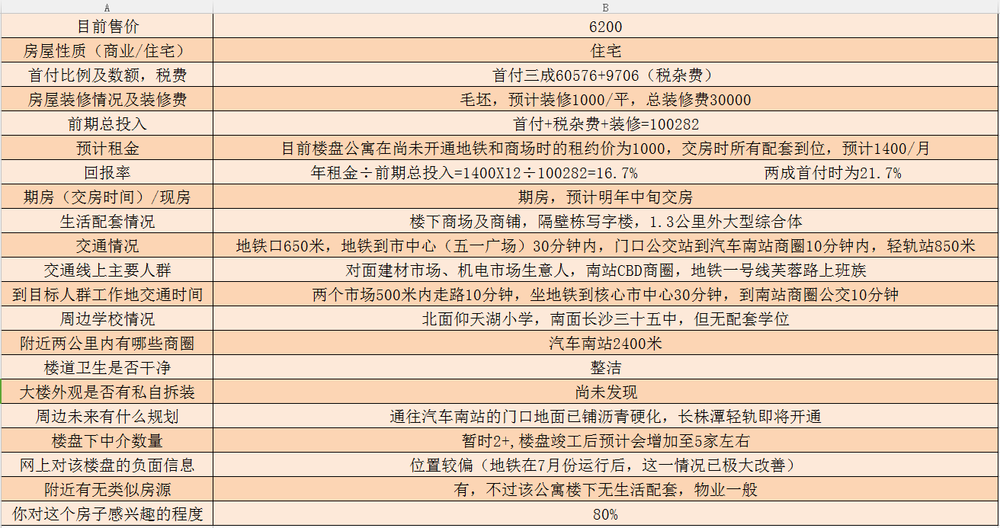 A B
目前售价 6200
房屋性质（商业/住宅） 住宅
首付比例及数额，税费 首付三成60576+9706（税杂费）
房屋装修情况及装修费 毛坯，预计装修1000/平，总装修费30000
前期总投入 首付+税杂费+装修=100282
预计租金 目前楼盘公寓在尚未开通地铁和商场时的租约价为1000，交房时所有配套到位，预计1400/月
回报率 年租金÷前期总投入=1400X12÷100282=16.7% 两成首付时为21.7%
期房（交房时间）/现房 期房，预计明年中旬交房
生活配套情况 楼下商场及商铺，隔壁栋写字楼，1.3公里外大型综合体
交通情况 地铁口650米，地铁到市中心（五一广场）30分钟内，门口公交站到汽车南站商圈10分钟内，轻轨站850米
交通线上主要人群 对面建材市场、机电市场生意人，南站CBD商圈，地铁一号线芙蓉路上班族
到目标人群工作地交通时间 两个市场500米内走路10分钟，坐地铁到核心市中心30分钟，到南站商圈公交10分钟
周边学校情况 北面仰天湖小学，南面长沙三十五中，但无配套学位
附近两公里内有哪些商圈 汽车南站2400米
楼道卫生是否干净 整洁
大楼外观是否有私自拆装 尚未发现
周边未来有什么规划 通往汽车南站的门口地面已铺沥青硬化，长株潭轻轨即将开通
楼盘下中介数量 暂时2+,楼盘竣工后预计会增加至5家左右
网上对该楼盘的负面信息 位置较偏（地铁在7月份运行后，这一情况已极大改善）
附近有无类似房源 有，不过该公寓楼下无生活配套，物业一般
你对这个房子感兴趣的程度 80%